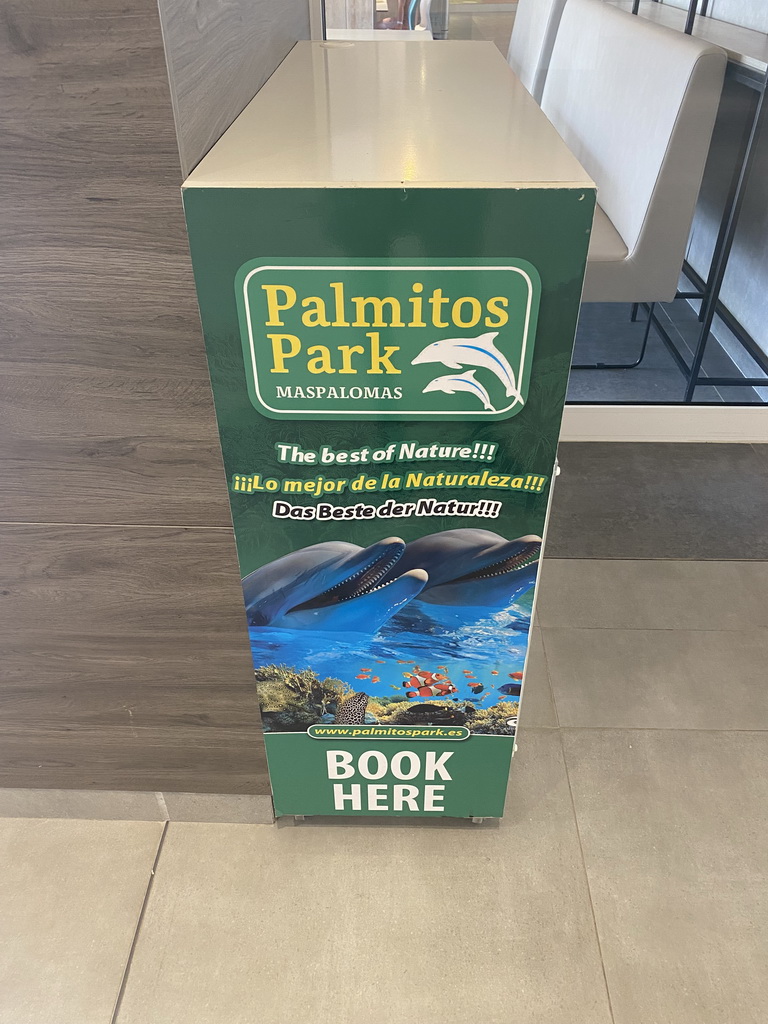 Palmitos
Park
MASPALOMAS
The best of Nature!!!
¡¡¡Lo mejor de la Naturaleza!!!
Das Beste der Natur!!!
www.palmitospark.es
BOOK
HERE